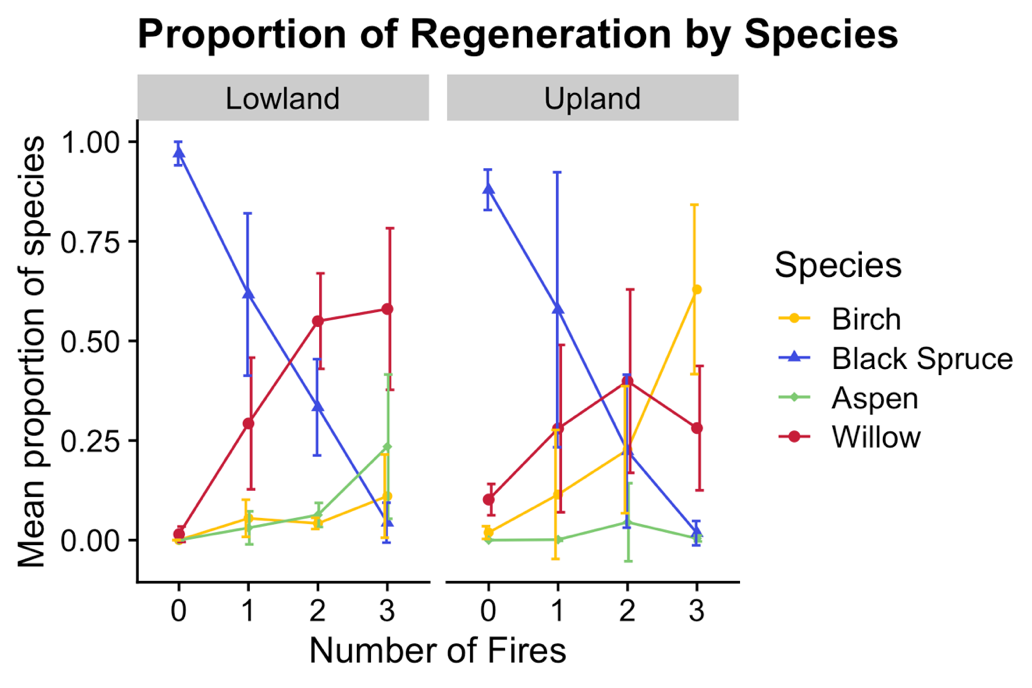 Proportion of Regeneration by Species
Lowland
Upland
Mean proportion of species
1.00
0.75
0.50
0.25
0.00
0 1 2 3
0 1 2 3
Number of Fires
Species
Birch
Black Spruce
Aspen
Willow